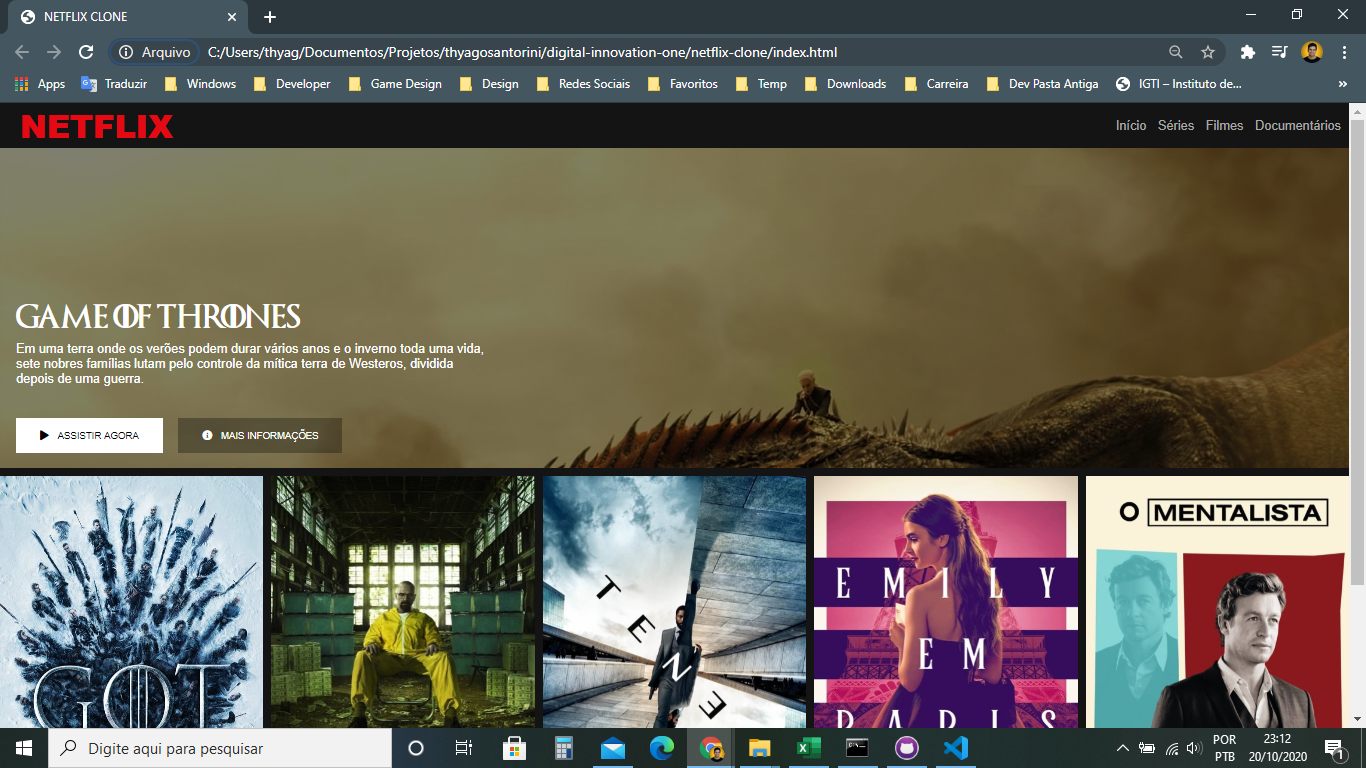 NETFLIX CLONE
Arquivo C:/Users/thyag/Documentos/Projetos/thyagosantorini/digital-innovation-one/netflix-clone/index.html
Apps Traduzir Windows Developer Game Design Design Redes Sociais Favoritos Temp Downloads Carreira Dev Pasta Antiga IGTI – Instituto de... »
NETFLIX Início Séries Filmes Documentários
GAME OF THRONES
Em uma terra onde os verões podem durar vários anos e o inverno toda uma vida,
sete nobres famílias lutam pelo controle da mítica terra de Westeros, dividida
depois de uma guerra.
ASSISTIR AGORA MAIS INFORMAÇÕES
GOT
TENE
EMILY
EM
PARIS
O MENTALISTA
Digite aqui para pesquisar
POR
PTB
23:12
20/10/2020
1